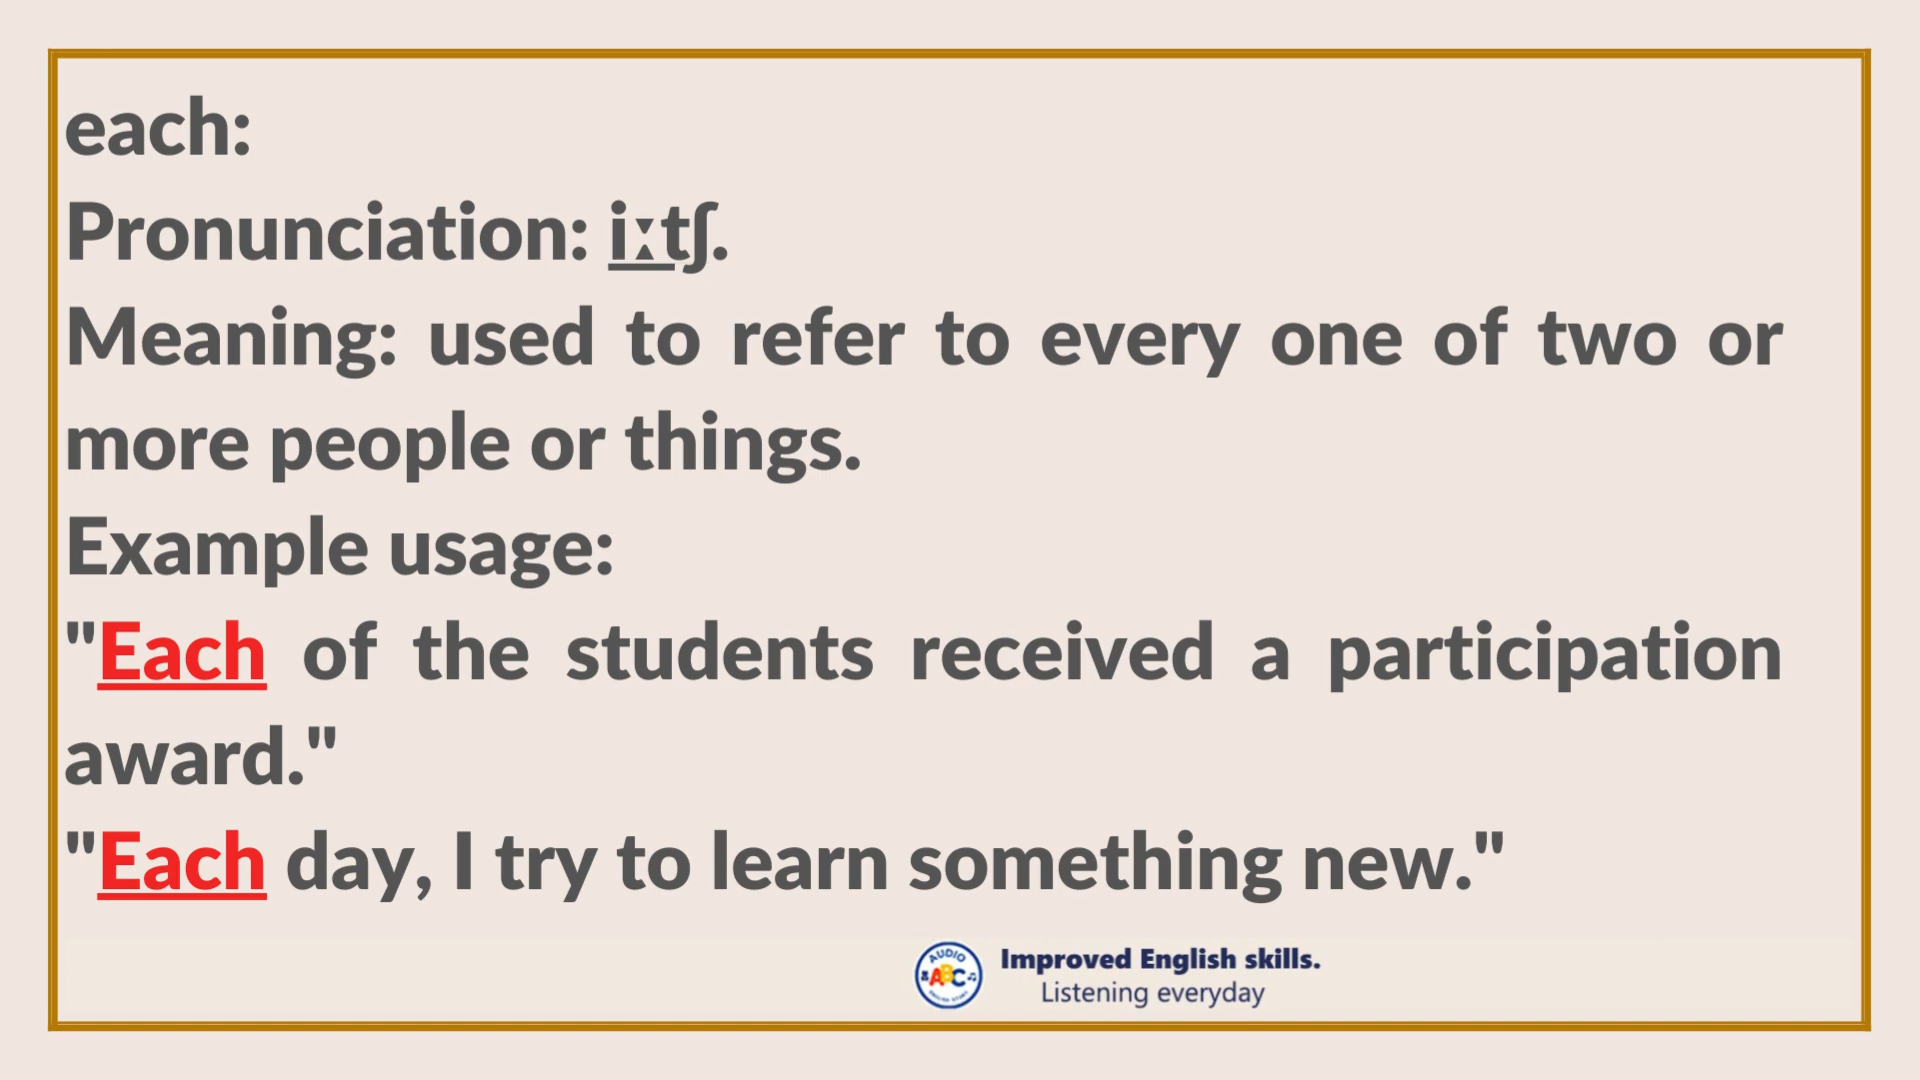 each:
Pronunciation: iːtʃ.
Meaning: used to refer to every one of two or
more people or things.
Example usage:
"Each of the students received a participation
award."
"Each day, I try to learn something new."
AUDIO
ABC
Improved English skills.
Listening everyday